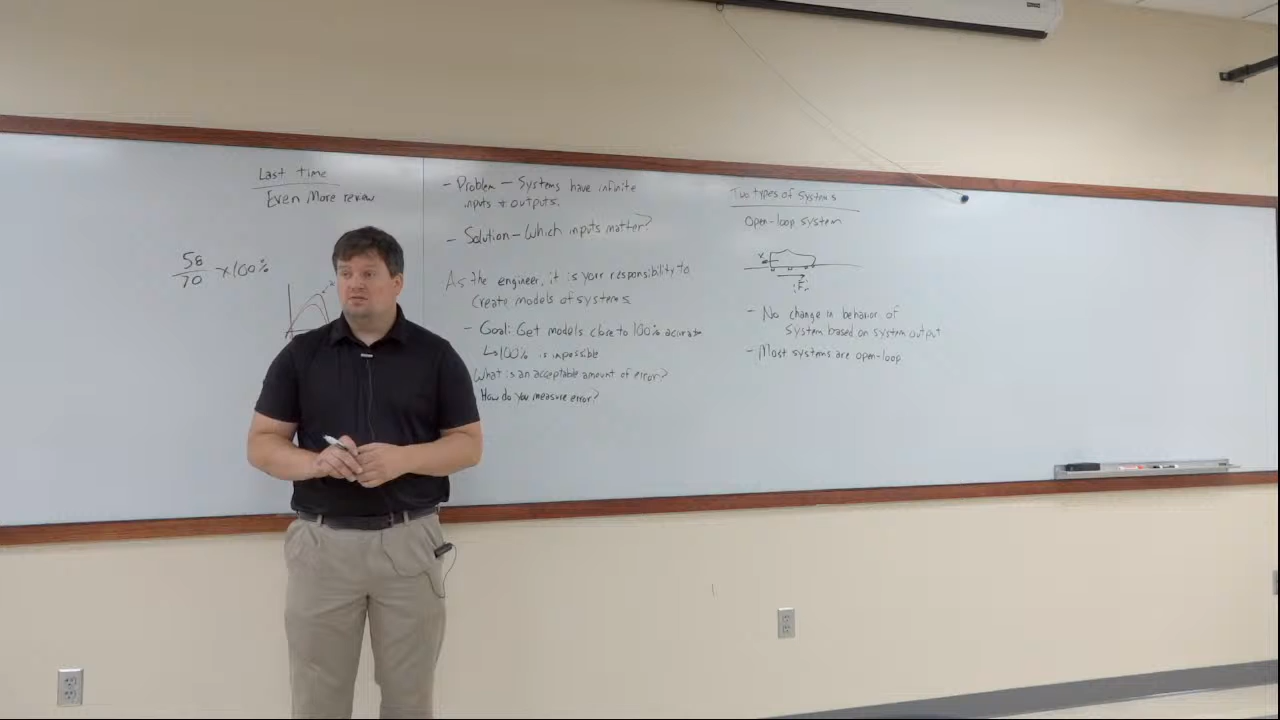 Last time
Even More review
58
70 x100%
- Problem - Systems have infinite
inputs + outputs.
- Solution - Which inputs matter?
As the engineer, it is your responsibility to
create models of systems
- Goal: Get models close to 100% acurate
↳100% is impossible
What is an acceptable amount of error?
How do you measure error?
Two types of Systems
Open-loop system
- No change in behavior of
system based on system output
- Most systems are open-loop